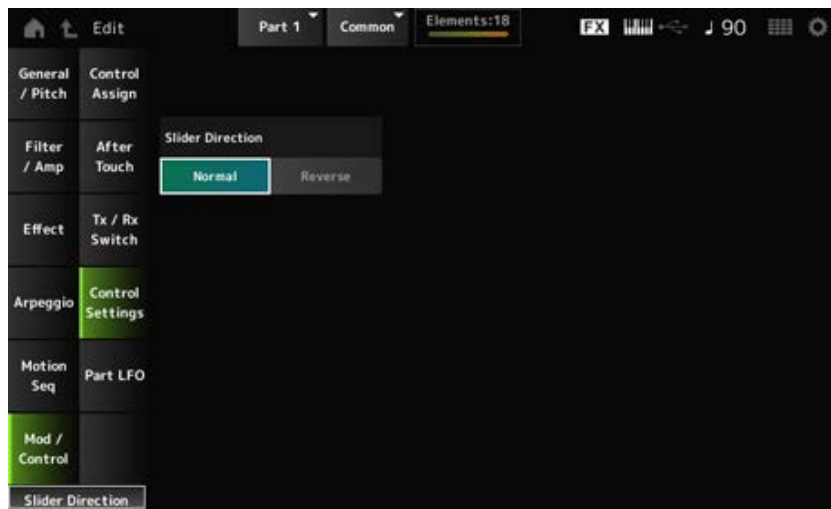 Edit
Part 1
Common
Elements:18
FX
90
General
/ Pitch
Control
Assign
Filter
/ Amp
After
Touch
Slider Direction
Normal
Reverse
Effect
Tx / Rx
Switch
Arpeggio
Control
Settings
Motion
Seq
Part LFO
Mod /
Control
Slider Direction